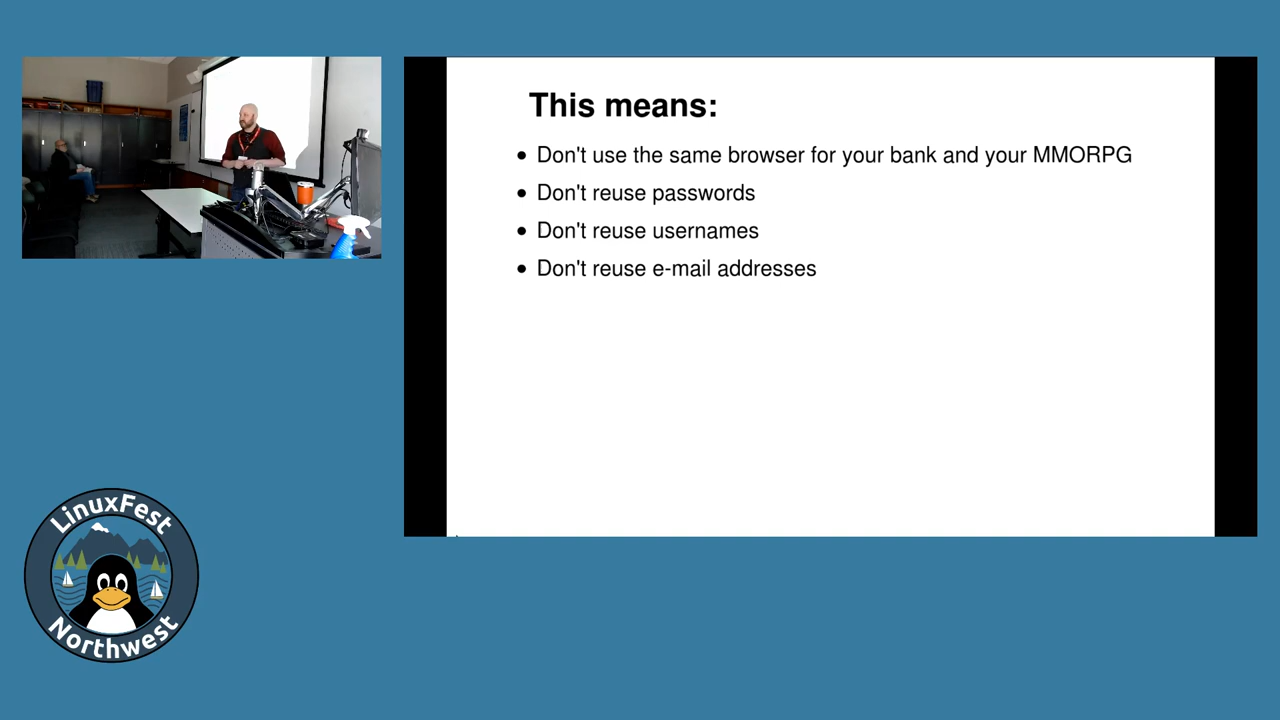 This means:
Don't use the same browser for your bank and your MMORPG
Don't reuse passwords
Don't reuse usernames
Don't reuse e-mail addresses
LinuxFest
Northwest